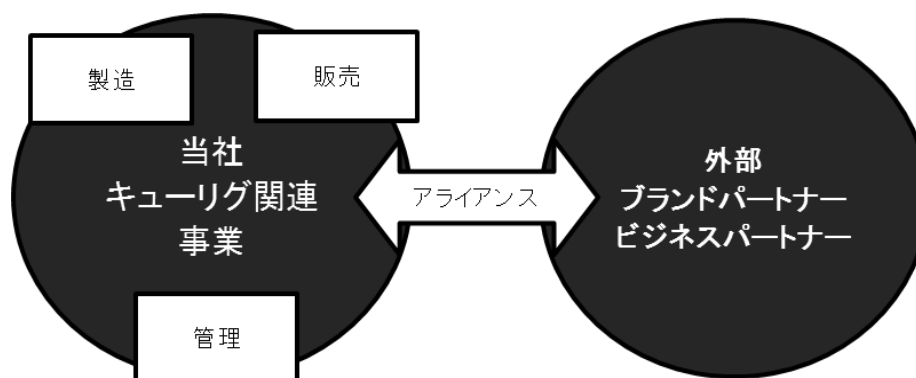 製造
販売
当社
キューリグ関連
事業
管理
アライアンス
外部
ブランドパートナー
ビジネスパートナー